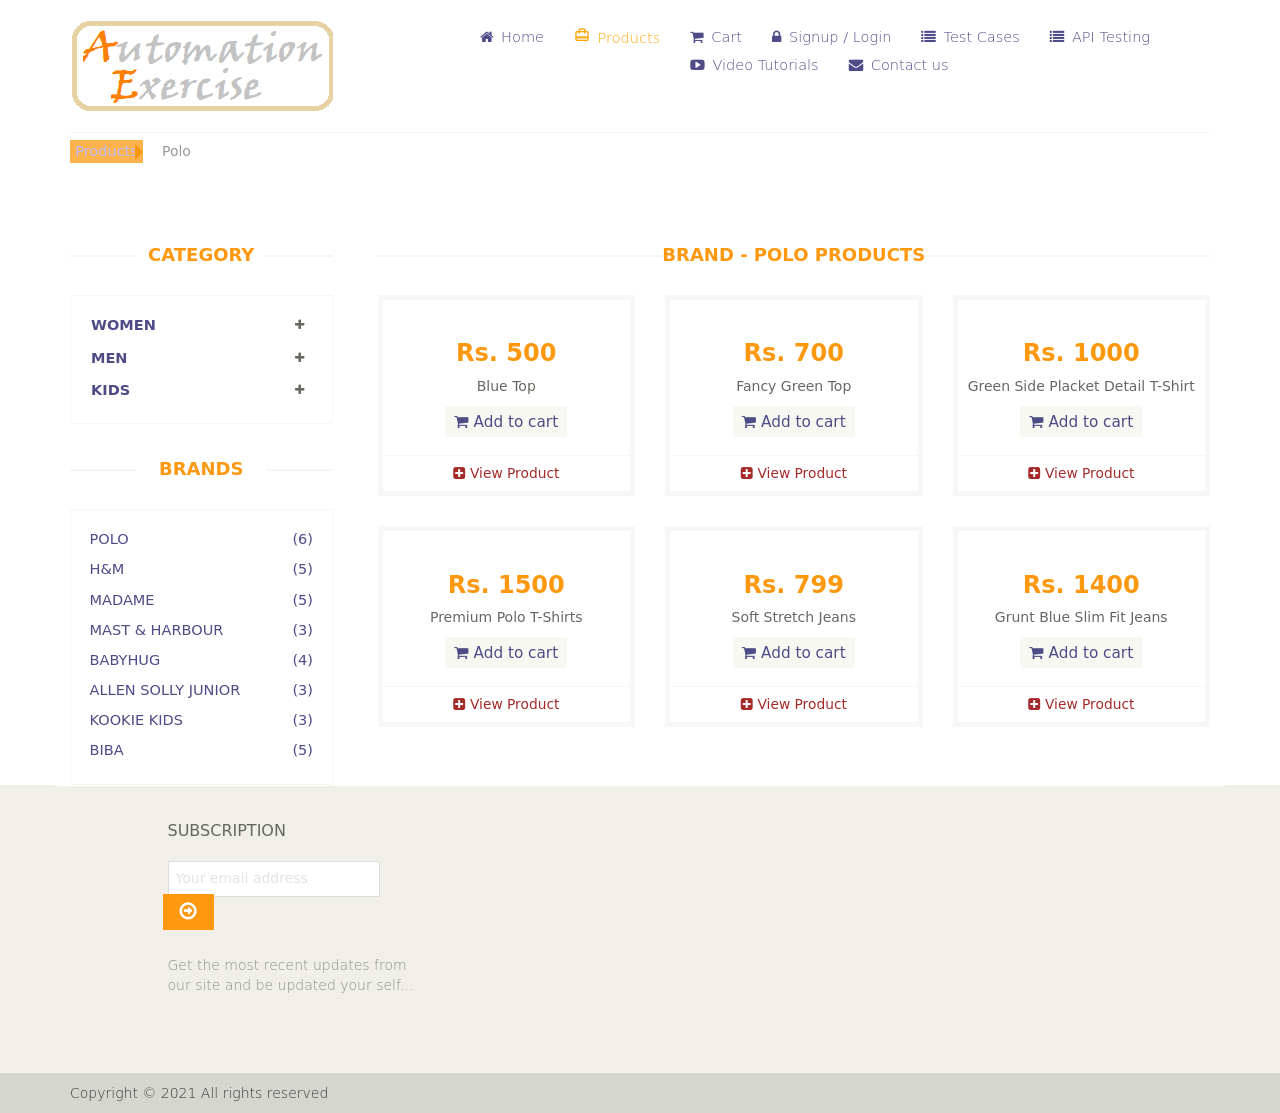 Automation
Exercise
Home
Products
Cart
Signup / Login
Test Cases
API Testing
Video Tutorials
Contact us
Products
Polo
CATEGORY
WOMEN
MEN
KIDS
BRANDS
POLO (6)
H&M (5)
MADAME (5)
MAST & HARBOUR (3)
BABYHUG (4)
ALLEN SOLLY JUNIOR (3)
KOOKIE KIDS (3)
BIBA (5)
BRAND - POLO PRODUCTS
Rs. 500
Blue Top
Add to cart
View Product
Rs. 700
Fancy Green Top
Add to cart
View Product
Rs. 1000
Green Side Placket Detail T-Shirt
Add to cart
View Product
Rs. 1500
Premium Polo T-Shirts
Add to cart
View Product
Rs. 799
Soft Stretch Jeans
Add to cart
View Product
Rs. 1400
Grunt Blue Slim Fit Jeans
Add to cart
View Product
SUBSCRIPTION
Your email address
Get the most recent updates from
our site and be updated your self...
Copyright © 2021 All rights reserved